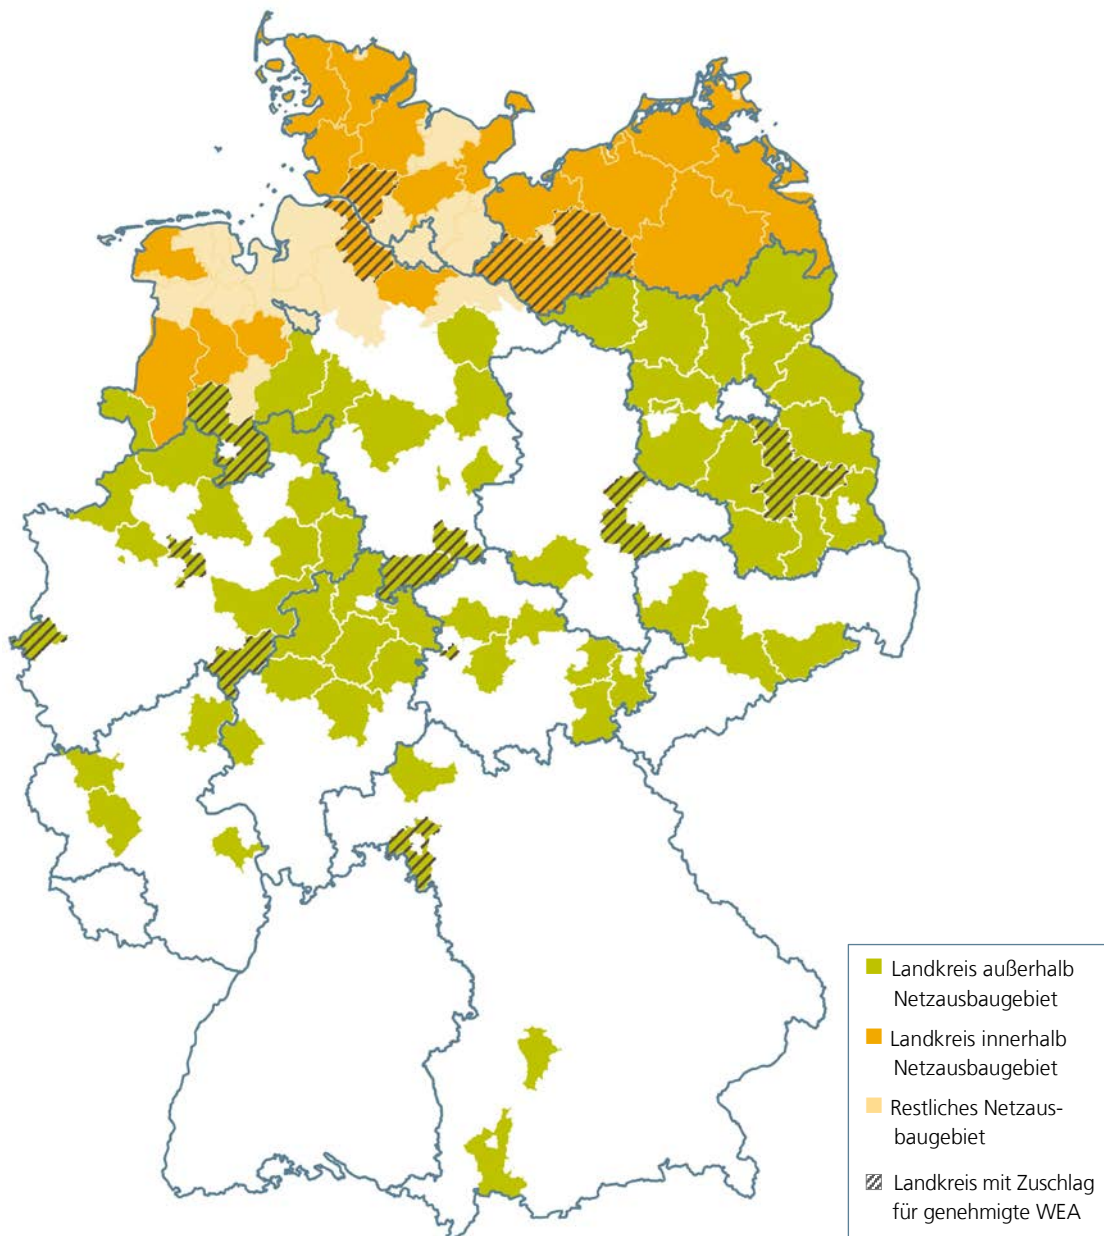 Landkreis außerhalb
Netzausbaugebiet
Landkreis innerhalb
Netzausbaugebiet
Restliches Netzaus-
baugebiet
Landkreis mit Zuschlag
für genehmigte WEA